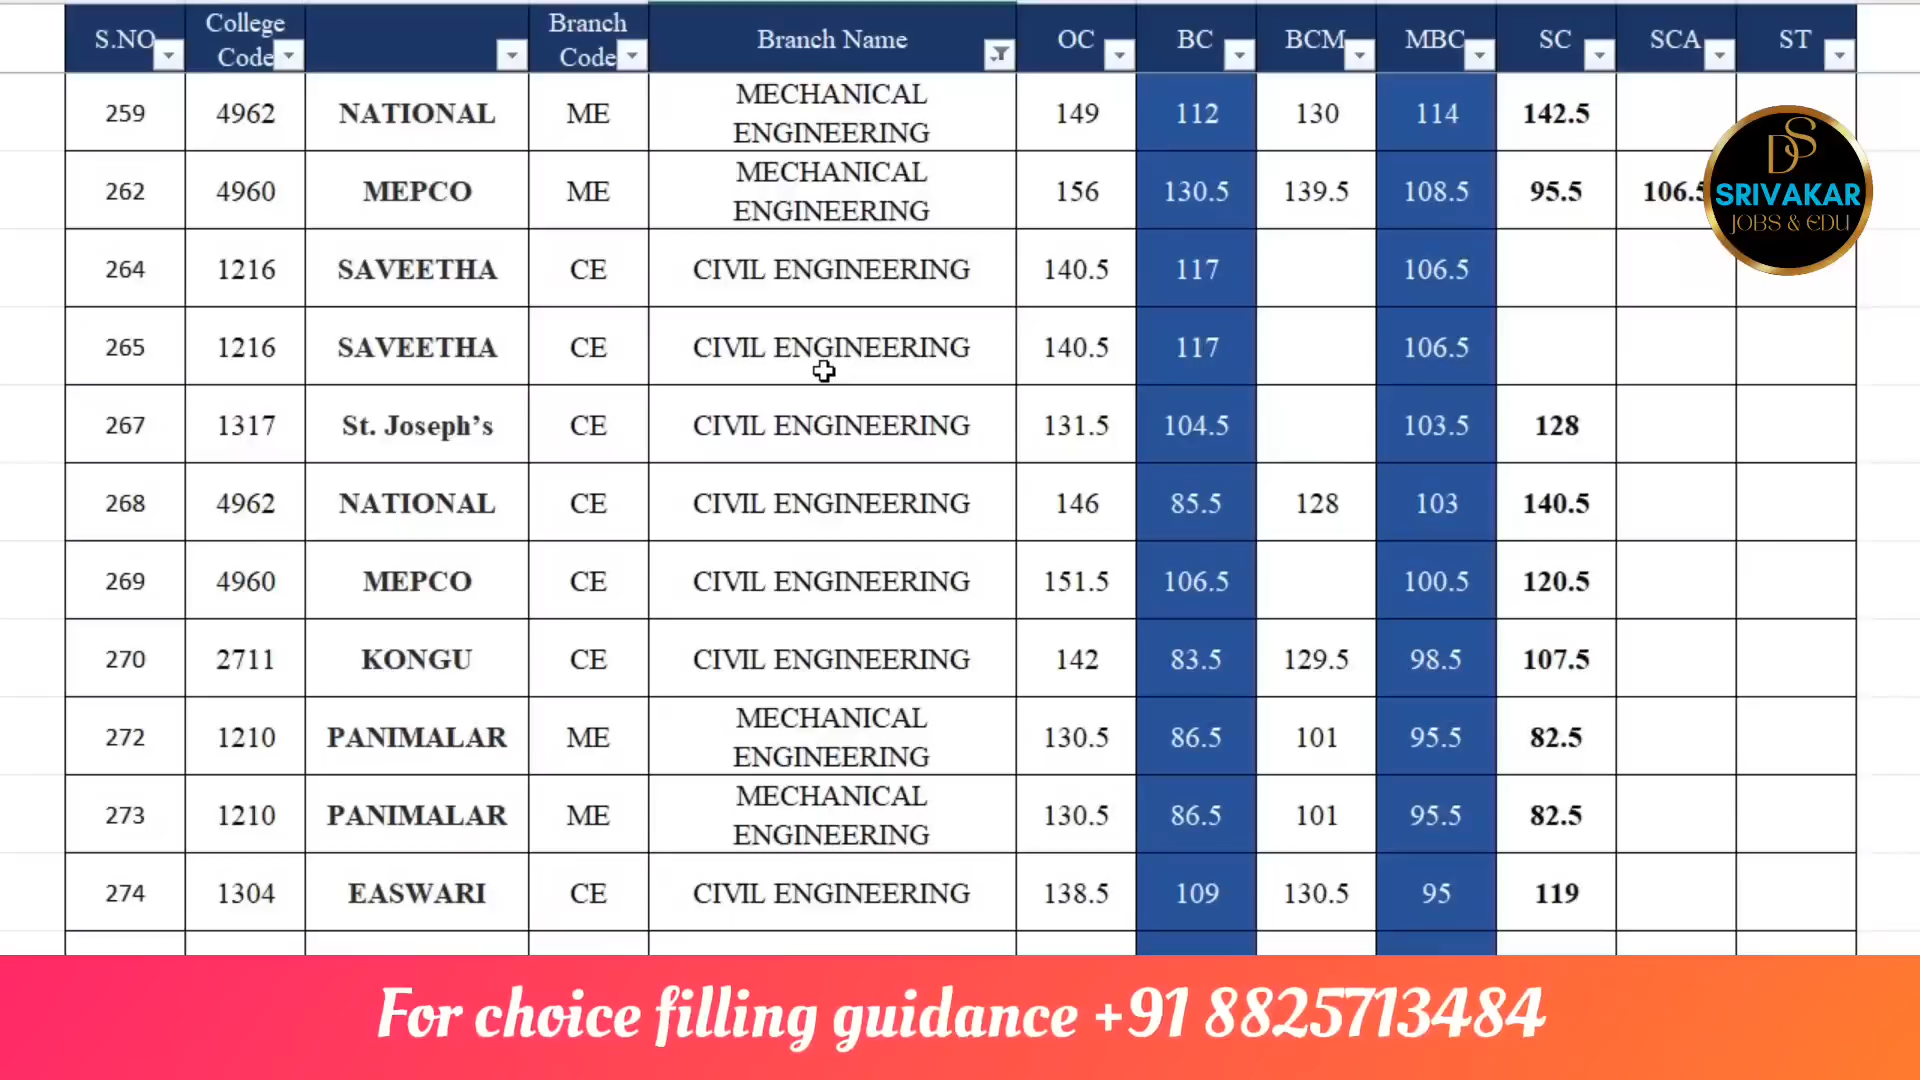 S.NO College Code Branch Code Branch Name OC BC BCM MBC SC SCA ST
259 4962 NATIONAL ME MECHANICAL ENGINEERING 149 112 130 114 142.5
262 4960 MEPCO ME MECHANICAL ENGINEERING 156 130.5 139.5 108.5 95.5 106.5
264 1216 SAVEETHA CE CIVIL ENGINEERING 140.5 117 106.5
265 1216 SAVEETHA CE CIVIL ENGINEERING 140.5 117 106.5
267 1317 St. Joseph’s CE CIVIL ENGINEERING 131.5 104.5 103.5 128
268 4962 NATIONAL CE CIVIL ENGINEERING 146 85.5 128 103 140.5
269 4960 MEPCO CE CIVIL ENGINEERING 151.5 106.5 100.5 120.5
270 2711 KONGU CE CIVIL ENGINEERING 142 83.5 129.5 98.5 107.5
272 1210 PANIMALAR ME MECHANICAL ENGINEERING 130.5 86.5 101 95.5 82.5
273 1210 PANIMALAR ME MECHANICAL ENGINEERING 130.5 86.5 101 95.5 82.5
274 1304 EASWARI CE CIVIL ENGINEERING 138.5 109 130.5 95 119
DS
SRIVAKAR
JOBS & EDU
For choice filling guidance +91 8825713484